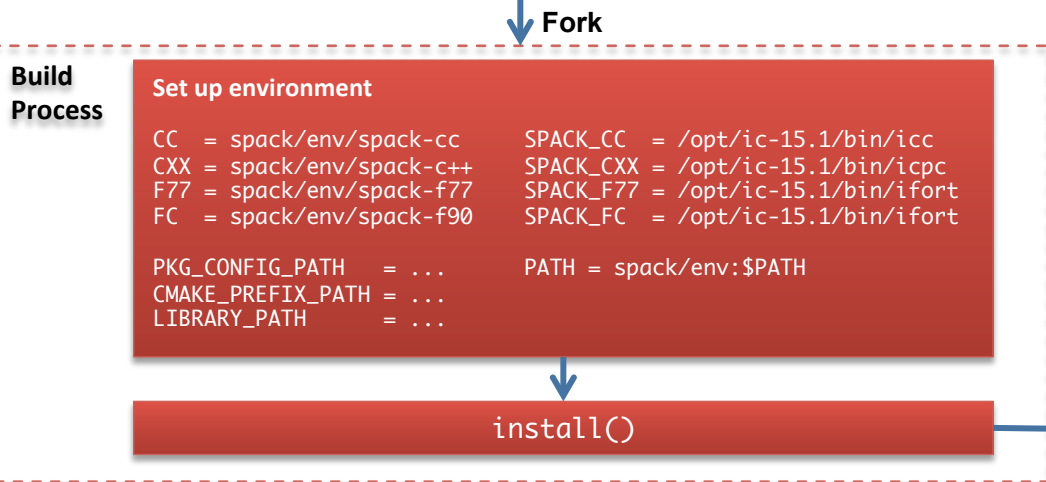 Fork
Build
Process
Set up environment
CC  = spack/env/spack-cc     SPACK_CC  = /opt/ic-15.1/bin/icc
CXX = spack/env/spack-c++    SPACK_CXX = /opt/ic-15.1/bin/icpc
F77 = spack/env/spack-f77    SPACK_F77 = /opt/ic-15.1/bin/ifort
FC  = spack/env/spack-f90    SPACK_FC  = /opt/ic-15.1/bin/ifort
PKG_CONFIG_PATH   = ...      PATH = spack/env:$PATH
CMAKE_PREFIX_PATH = ...
LIBRARY_PATH      = ...
install()